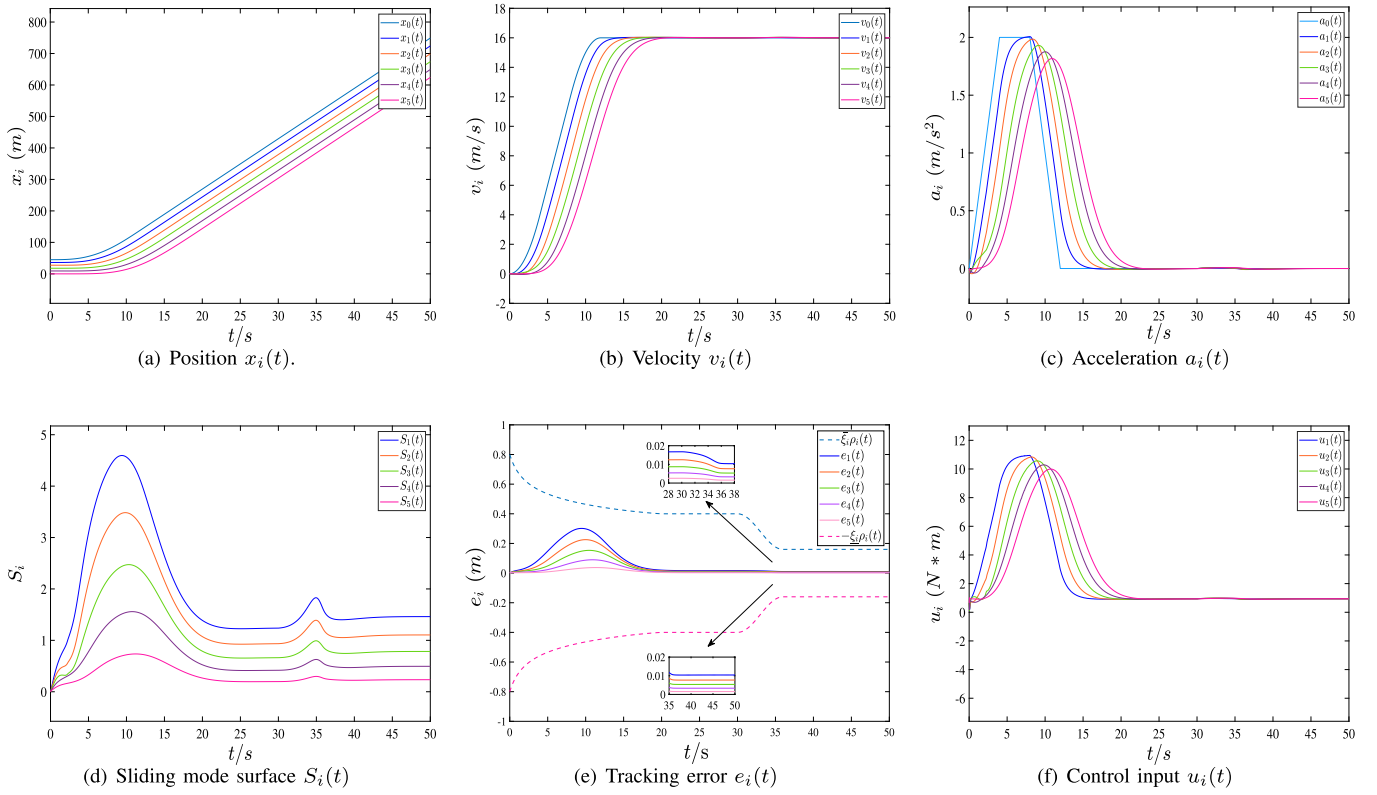 800
700
600
500
400
300
200
100
0
x_i (m)
0 5 10 15 20 25 30 35 40 45 50
t/s
x_0(t)
x_1(t)
x_2(t)
x_3(t)
x_4(t)
x_5(t)
(a) Position x_i(t).
18
16
14
12
10
8
6
4
2
0
-2
v_i (m/s)
0 5 10 15 20 25 30 35 40 45 50
t/s
v_0(t)
v_1(t)
v_2(t)
v_3(t)
v_4(t)
v_5(t)
(b) Velocity v_i(t)
2
1.5
1
0.5
0
a_i (m/s^2)
0 5 10 15 20 25 30 35 40 45 50
t/s
a_0(t)
a_1(t)
a_2(t)
a_3(t)
a_4(t)
a_5(t)
(c) Acceleration a_i(t)
5
4
3
2
1
0
S_i
0 5 10 15 20 25 30 35 40 45 50
t/s
S_1(t)
S_2(t)
S_3(t)
S_4(t)
S_5(t)
(d) Sliding mode surface S_i(t)
1
0.8
0.6
0.4
0.2
0
-0.2
-0.4
-0.6
-0.8
-1
e_i (m)
0 5 10 15 20 25 30 35 40 45 50
t/s
ξ̄_iρ_i(t)
e_1(t)
e_2(t)
e_3(t)
e_4(t)
e_5(t)
−ξ̲_iρ_i(t)
0.02
0.01
0
28 30 32 34 36 38
0.02
0.01
0
35 40 45 50
(e) Tracking error e_i(t)
12
10
8
6
4
2
0
-2
-4
-6
u_i (N * m)
0 5 10 15 20 25 30 35 40 45 50
t/s
u_1(t)
u_2(t)
u_3(t)
u_4(t)
u_5(t)
(f) Control input u_i(t)